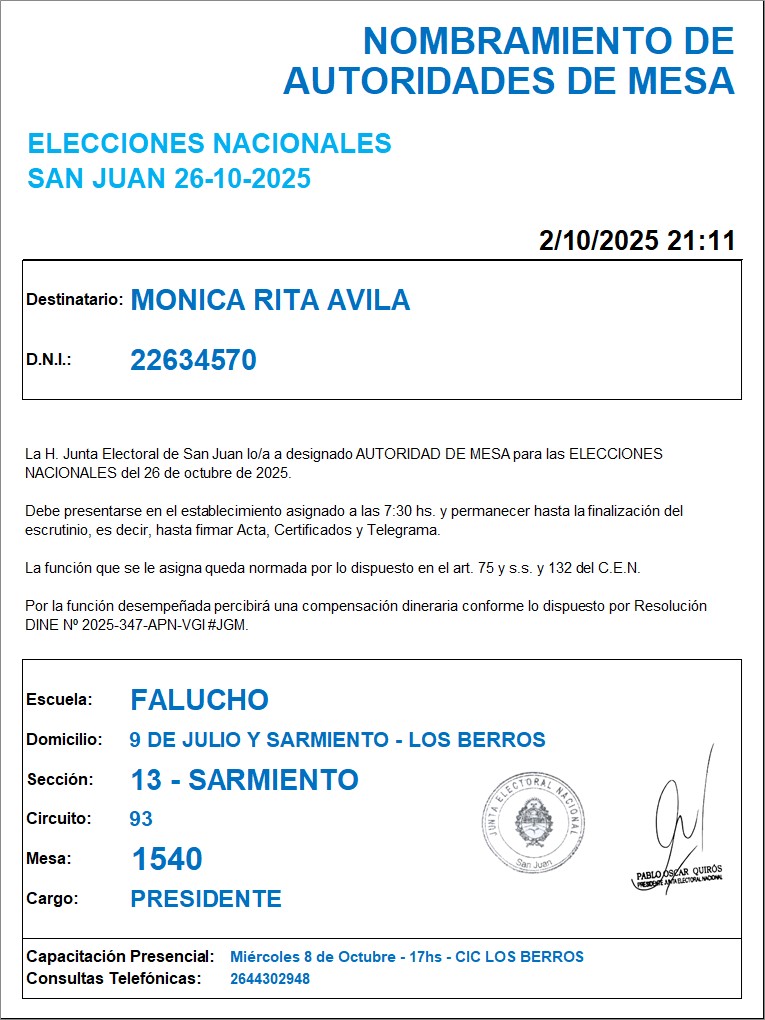 NOMBRAMIENTO DE
AUTORIDADES DE MESA
ELECCIONES NACIONALES
SAN JUAN 26-10-2025
2/10/2025 21:11
Destinatario: MONICA RITA AVILA
D.N.I.: 22634570
La H. Junta Electoral de San Juan lo/a a designado AUTORIDAD DE MESA para las ELECCIONES
NACIONALES del 26 de octubre de 2025.
Debe presentarse en el establecimiento asignado a las 7:30 hs. y permanecer hasta la finalización del
escrutinio, es decir, hasta firmar Acta, Certificados y Telegrama.
La función que se le asigna queda normada por lo dispuesto en el art. 75 y s.s. y 132 del C.E.N.
Por la función desempeñada percibirá una compensación dineraria conforme lo dispuesto por Resolución
DINE Nº 2025-347-APN-VGI#JGM.
Escuela: FALUCHO
Domicilio: 9 DE JULIO Y SARMIENTO - LOS BERROS
Sección: 13 - SARMIENTO
Circuito: 93
Mesa: 1540
Cargo: PRESIDENTE
JUNTA ELECTORAL NACIONAL
San Juan
PABLO OSCAR QUIRÓS
PRESIDENTE JUNTA ELECTORAL NACIONAL
Capacitación Presencial: Miércoles 8 de Octubre - 17hs - CIC LOS BERROS
Consultas Telefónicas: 2644302948